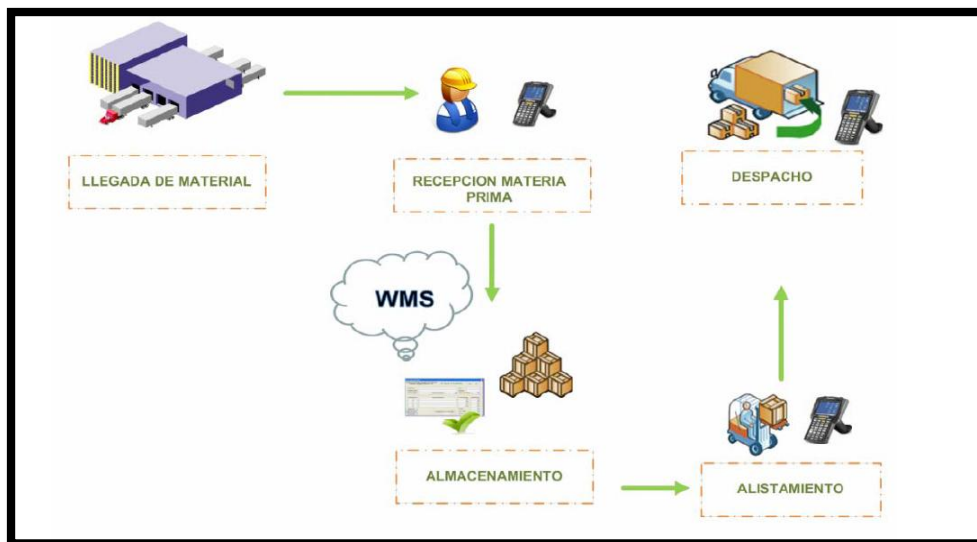 LLEGADA DE MATERIAL
RECEPCION MATERIA
PRIMA
DESPACHO
WMS
ALMACENAMIENTO
ALISTAMIENTO